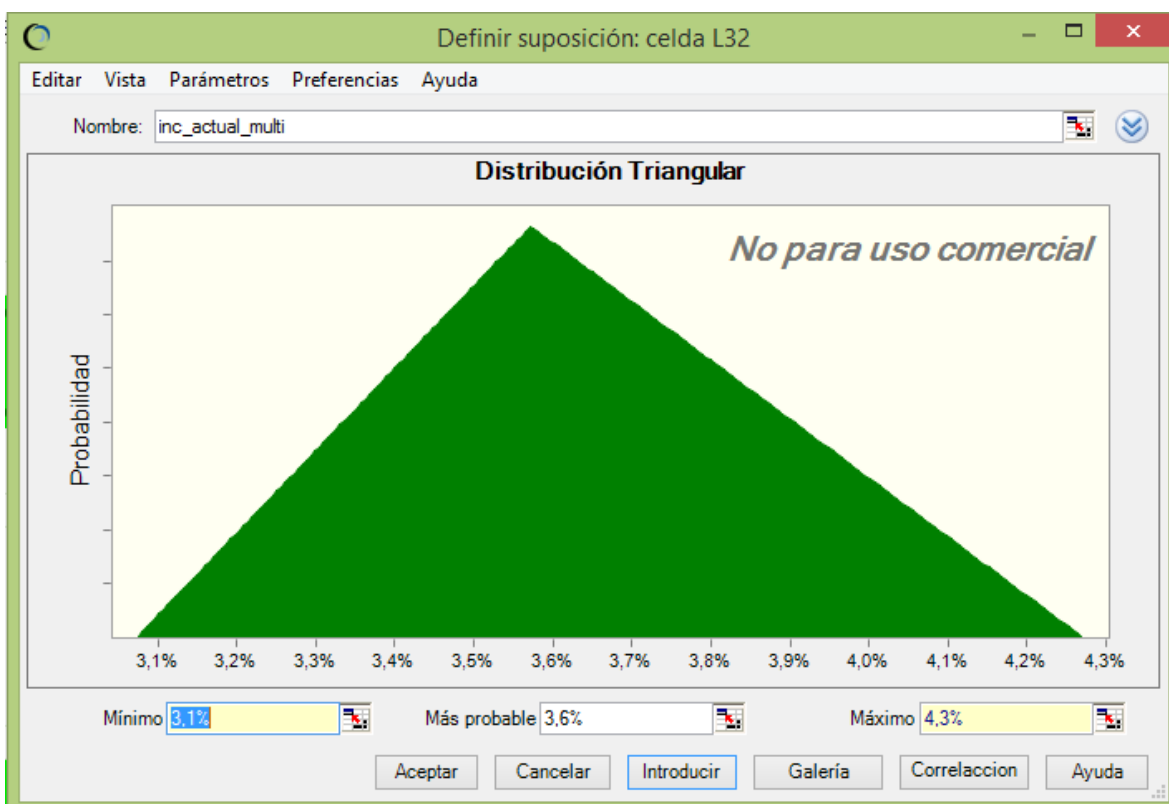 Definir suposición: celda L32
Editar Vista Parámetros Preferencias Ayuda
Nombre: inc_actual_multi
Distribución Triangular
No para uso comercial
Probabilidad
3,1% 3,2% 3,3% 3,4% 3,5% 3,6% 3,7% 3,8% 3,9% 4,0% 4,1% 4,2% 4,3%
Mínimo 3,1% Más probable 3,6% Máximo 4,3%
Aceptar Cancelar Introducir Galería Correlaccion Ayuda